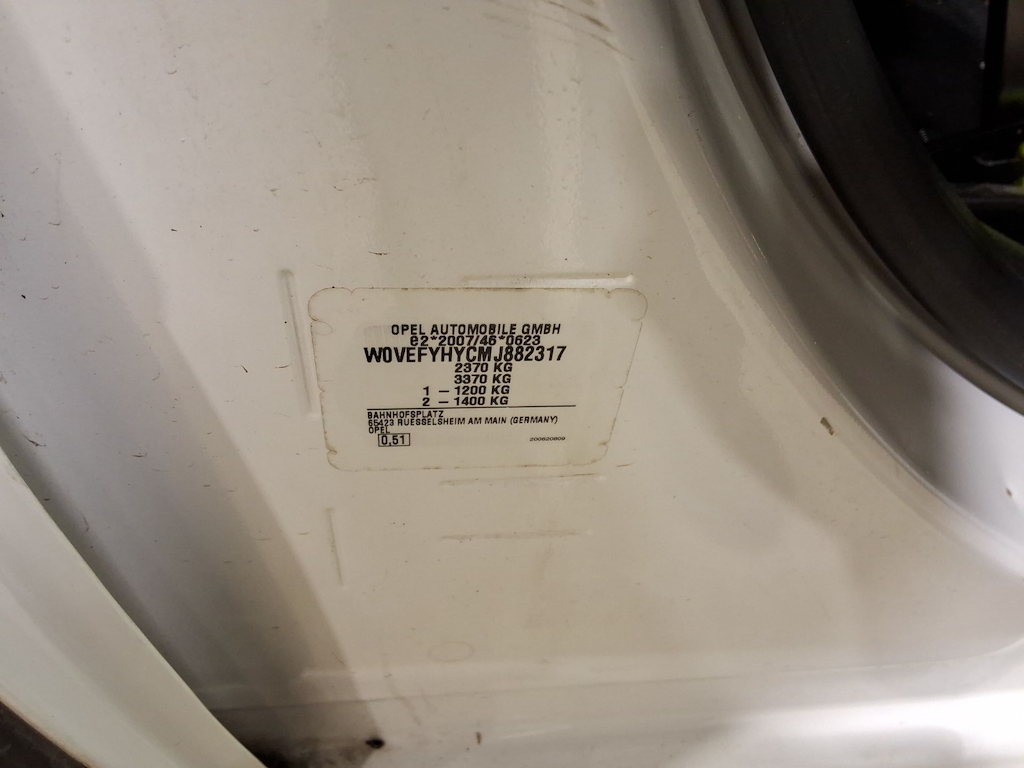 OPEL AUTOMOBILE GMBH
e2*2007/46*0623
W0VEFYHYCMJ882317
2370 KG
3370 KG
1 – 1200 KG
2 – 1400 KG
BAHNHOFSPLATZ
65423 RUESSELSHEIM AM MAIN (GERMANY)
OPEL
0.51
200620809